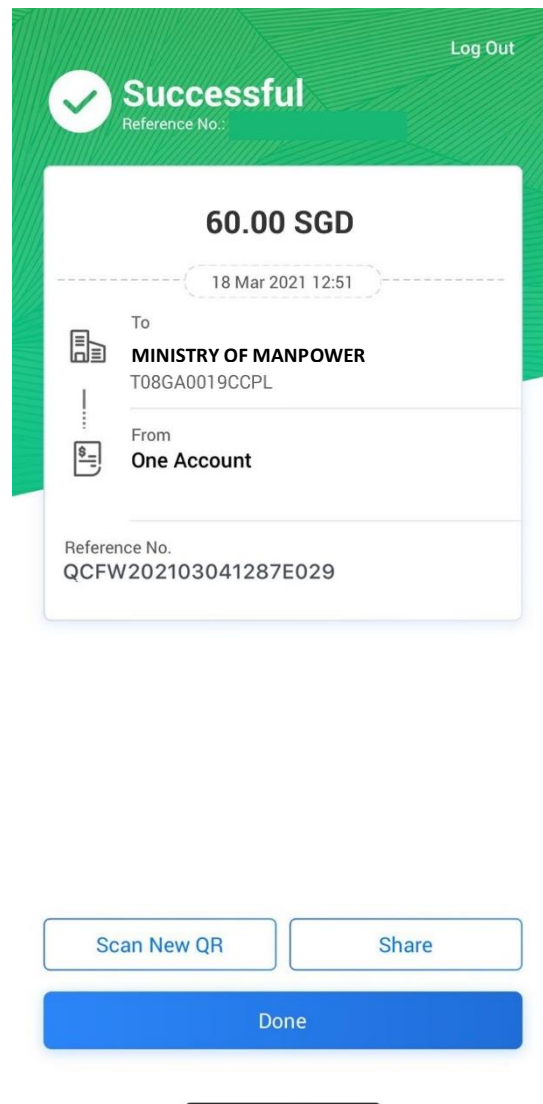 Log Out
Successful
Reference No.:
60.00 SGD
18 Mar 2021 12:51
To
MINISTRY OF MANPOWER
T08GA0019CCPL
From
One Account
Reference No.
QCFW202103041287E029
Scan New QR
Share
Done